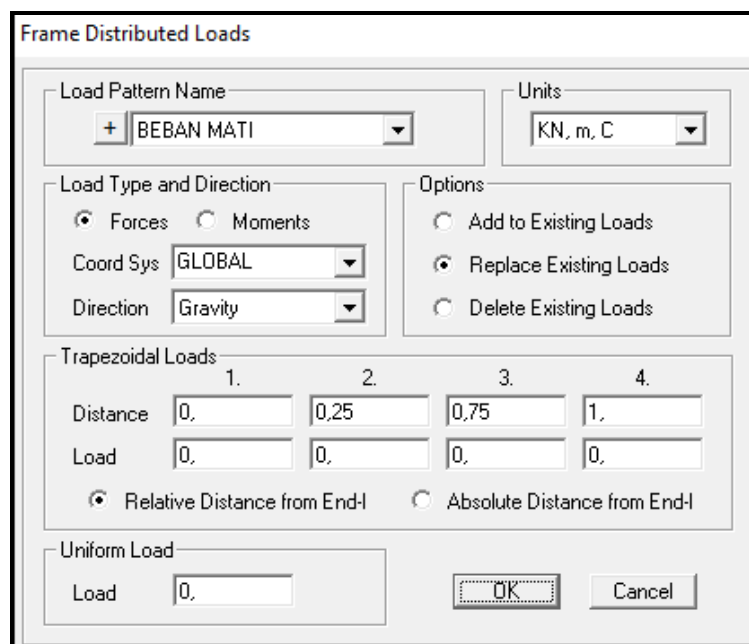 Frame Distributed Loads
Load Pattern Name
Units
+ BEBAN MATI
KN, m, C
Load Type and Direction
Options
Forces Moments
Add to Existing Loads
Coord Sys GLOBAL
Replace Existing Loads
Direction Gravity
Delete Existing Loads
Trapezoidal Loads
1. 2. 3. 4.
Distance 0, 0,25 0,75 1,
Load 0, 0, 0, 0,
Relative Distance from End-I Absolute Distance from End-I
Uniform Load
Load 0,
OK Cancel